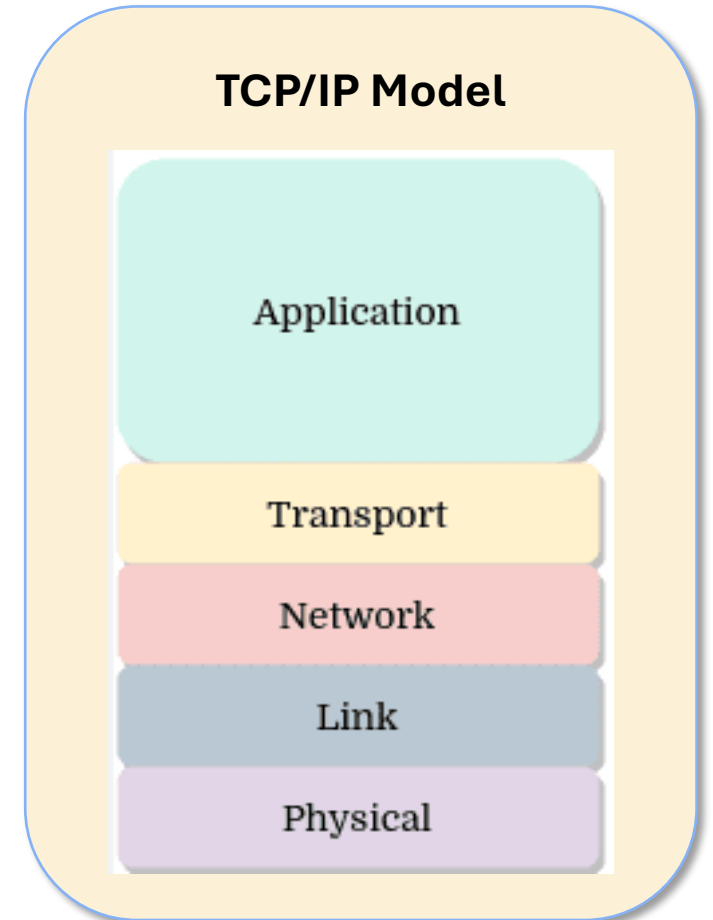 TCP/IP Model
Application
Transport
Network
Link
Physical